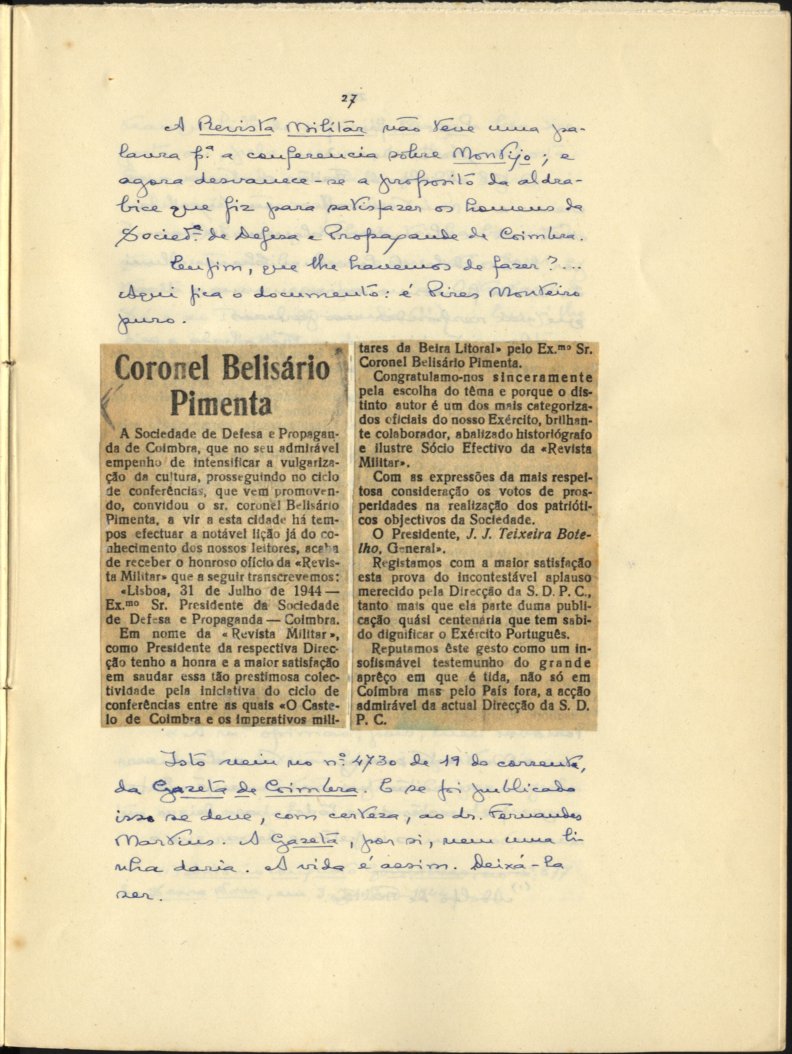 27
A Revista Militar não teve uma pa-
lavra p.ª a conferencia sobre Montijo; e
agora desvanece-se a proposito da aldra-
bice que fiz para satisfazer os homens da
Socied.ᵉ de Defesa e Propaganda de Coimbra.
Enfim, que lhe havemos de fazer?...
Aqui fica o documento: é Pires Monteiro
puro.
Coronel Belisário
Pimenta
A Sociedade de Defesa e Propagan-
da de Coimbra, que no seu admirável
empenho de intensificar a vulgariza-
ção da cultura, prosseguindo no ciclo
de conferências, que vem promoven-
do, convidou o sr. coronel Belisário
Pimenta, a vir a esta cidade há tem-
pos efectuar a notável lição já do co-
nhecimento dos nossos leitores, acaba
de receber o honroso ofício da «Revis-
ta Militar» que a seguir transcrevemos:
«Lisboa, 31 de Julho de 1944 —
Ex.mo Sr. Presidente da Sociedade
de Defesa e Propaganda — Coimbra.
Em nome da «Revista Militar»,
como Presidente da respectiva Direc-
ção tenho a honra e a maior satisfação
em saudar essa tão prestimosa colec-
tividade pela iniciativa do ciclo de
conferências entre as quais «O Caste-
lo de Coimbra e os imperativos mili-
tares da Beira Litoral» pelo Ex.mo Sr.
Coronel Belisário Pimenta.
Congratulamo-nos sinceramente
pela escolha do têma e porque o dis-
tinto autor é um dos mais categoriza-
dos oficiais do nosso Exército, brilhan-
te colaborador, abalizado historiógrafo
e ilustre Sócio Efectivo da «Revista
Militar».
Com as expressões da mais respei-
tosa consideração os votos de pros-
peridades na realização dos patrióti-
cos objectivos da Sociedade.
O Presidente, J. J. Teixeira Bote-
lho, General».
Registamos com a maior satisfação
esta prova do incontestável aplauso
merecido pela Direcção da S. D. P. C.,
tanto mais que ela parte duma publi-
cação quási centenária que tem sabi-
do dignificar o Exército Português.
Reputamos êste gesto como um in-
sofismável testemunho do grande
aprêço em que é tida, não só em
Coimbra mas pelo País fora, a acção
admirável da actual Direcção da S. D.
P. C.
Isto veiu no nº 4730 de 19 do corrente,
da Gazeta de Coimbra. E se foi publicado
isso se deve, com certeza, ao dr. Fernandes
Martins. A Gazeta, por si, nem uma li-
nha daria. A vida é assim. Deixá-la
ser.